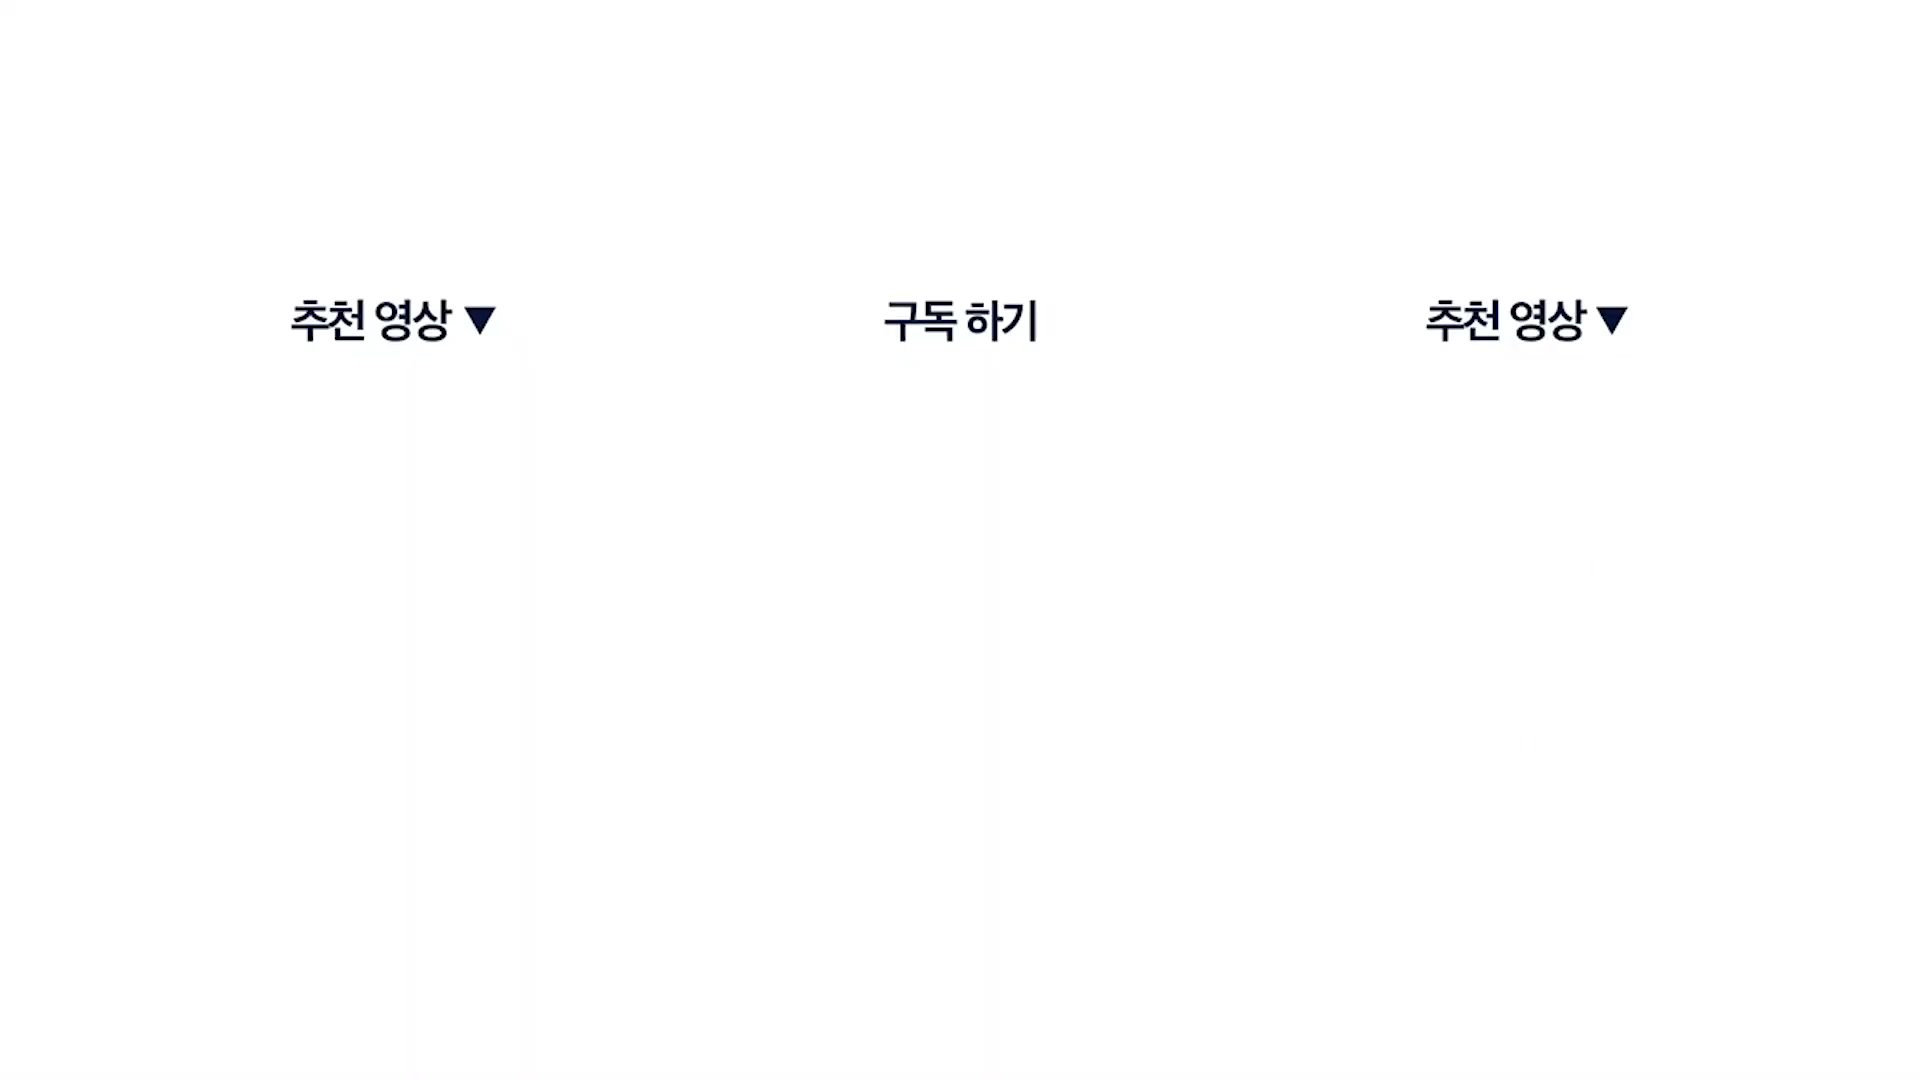 추천 영상 ▼
구독 하기
추천 영상 ▼